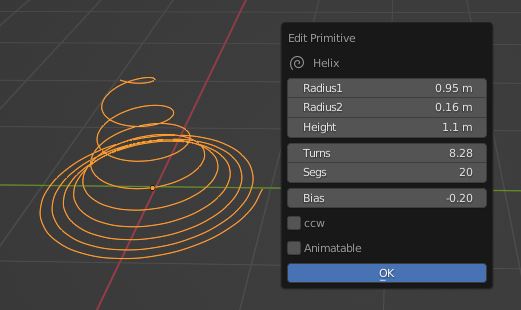 Edit Primitive
Helix
Radius1 0.95 m
Radius2 0.16 m
Height 1.1 m
Turns 8.28
Segs 20
Bias -0.20
ccw
Animatable
OK